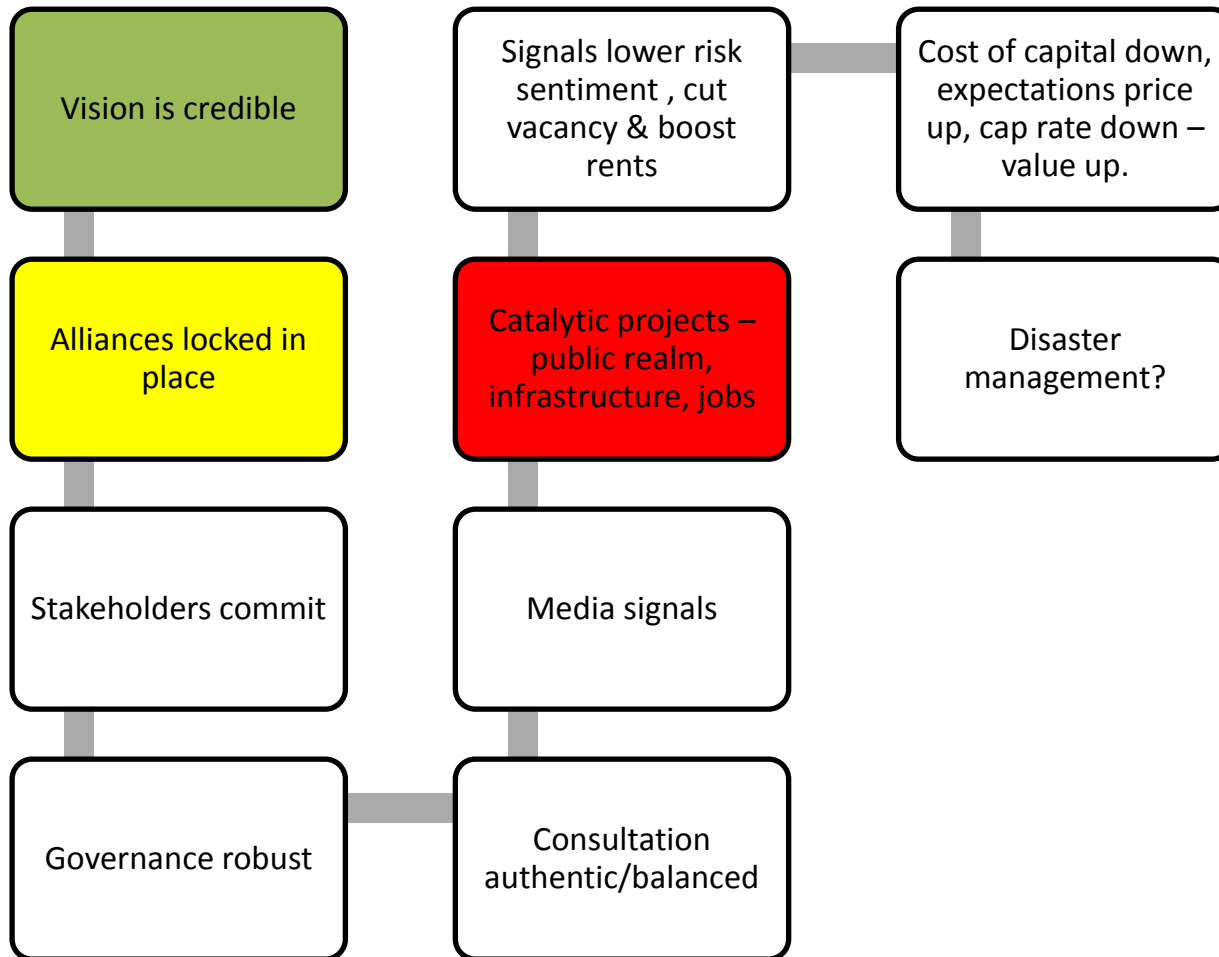 Vision is credible
Alliances locked in
place
Stakeholders commit
Governance robust
Consultation
authentic/balanced
Media signals
Catalytic projects –
public realm,
infrastructure, jobs
Signals lower risk
sentiment , cut
vacancy & boost
rents
Cost of capital down,
expectations price
up, cap rate down –
value up.
Disaster
management?